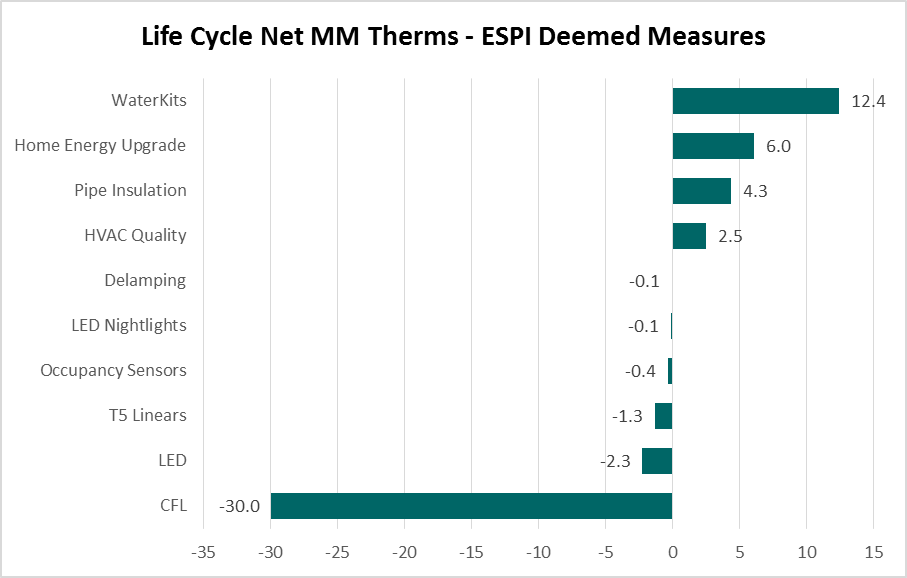 Life Cycle Net MM Therms - ESPI Deemed Measures
WaterKits 12.4
Home Energy Upgrade 6.0
Pipe Insulation 4.3
HVAC Quality 2.5
Delamping -0.1
LED Nightlights -0.1
Occupancy Sensors -0.4
T5 Linears -1.3
LED -2.3
CFL -30.0
-35 -30 -25 -20 -15 -10 -5 0 5 10 15